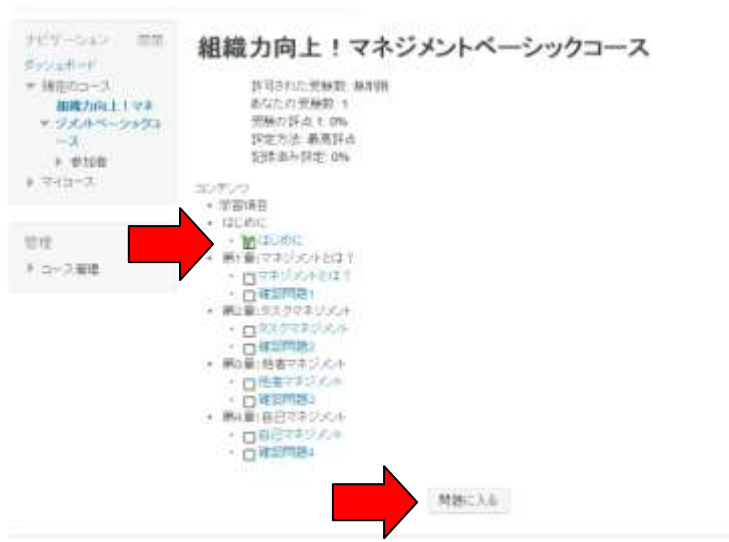 ナビゲーション
ダッシュボード
現在のコース
組織力向上!マネ
ジメントベーシックコ
ース
参加者
マイコース
管理
コース管理
組織力向上!マネジメントベーシックコース
許可された受験数: 無制限
あなたの受験数: 1
受験の評点 1: 0%
評定方法: 最高評点
記録済み評定: 0%
コンテンツ
学習項目
はじめに
はじめに
第1章:マネジメントとは?
マネジメントとは?
確認問題1
第2章:タスクマネジメント
タスクマネジメント
確認問題2
第3章:他者マネジメント
他者マネジメント
確認問題3
第4章:自己マネジメント
自己マネジメント
確認問題4
問題に入る